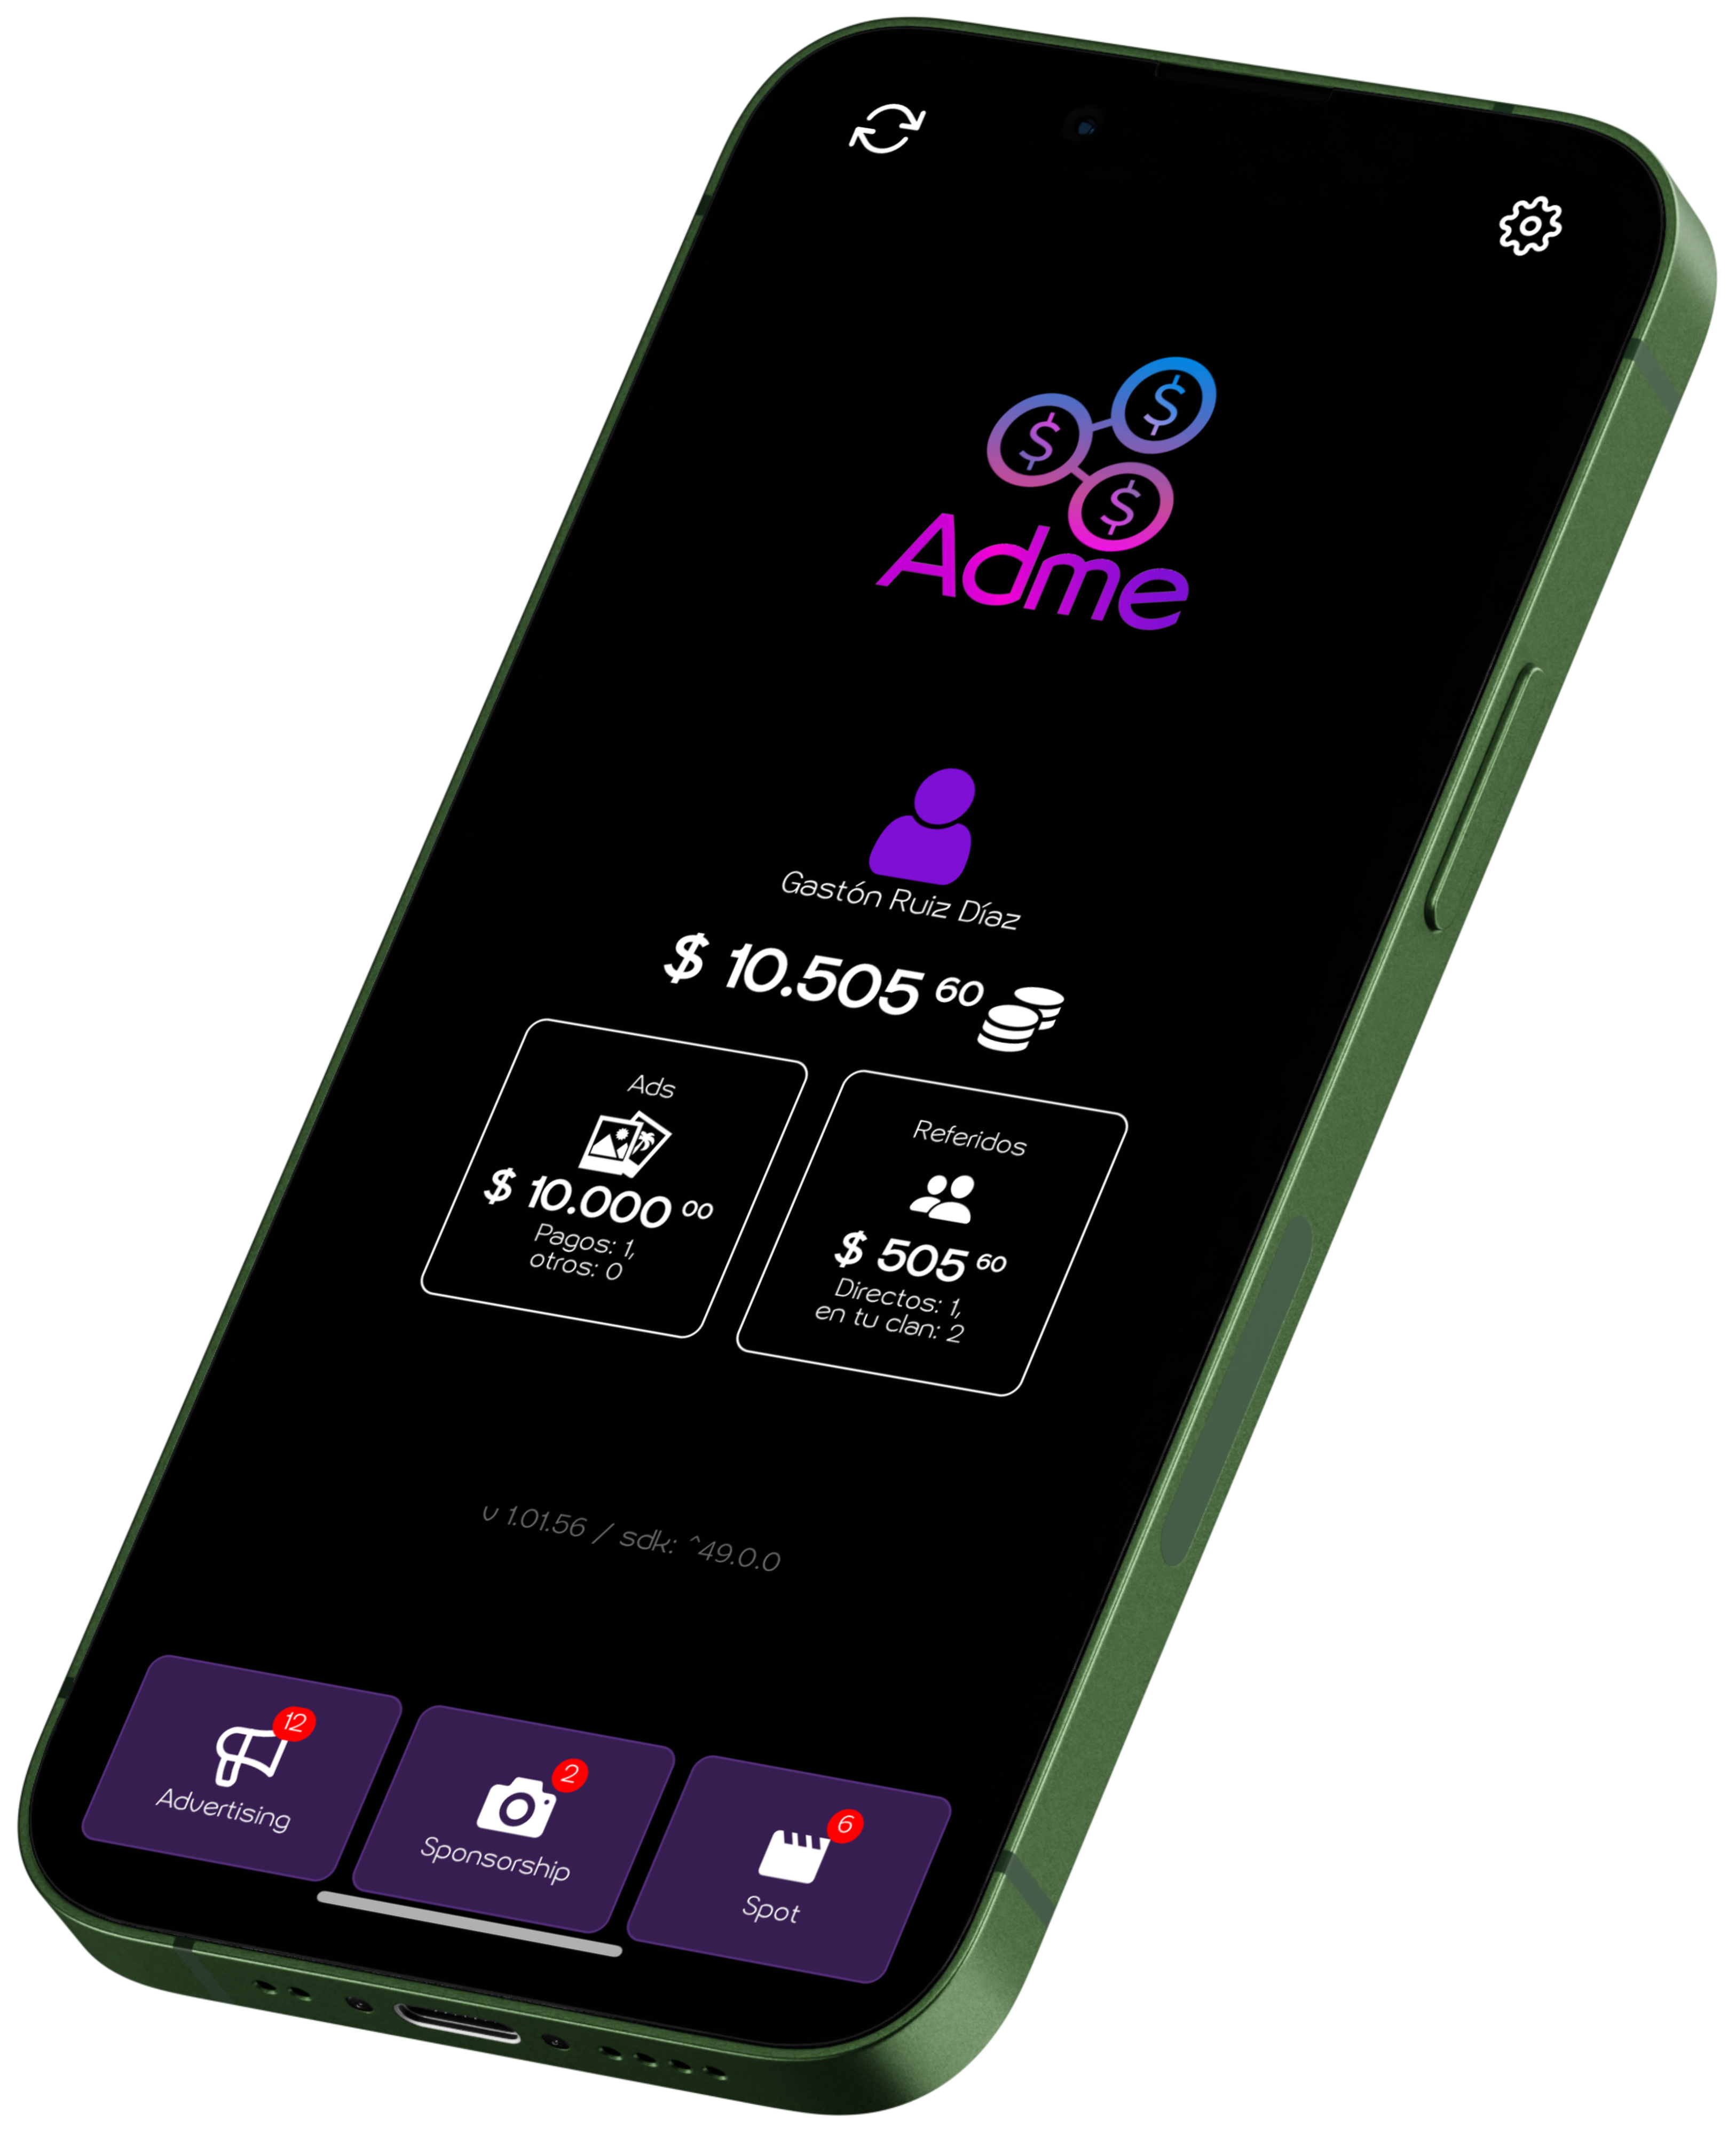 $
$
$
Adme
Gastón Ruiz Díaz
$ 10.505 60
Ads
$ 10.000 00
Pagos: 1,
otros: 0
Referidos
$ 505 60
Directos: 1,
en tu clan: 2
v 1.01.56 / sdk: ^49.0.0
12
Advertising
2
Sponsorship
6
Spot